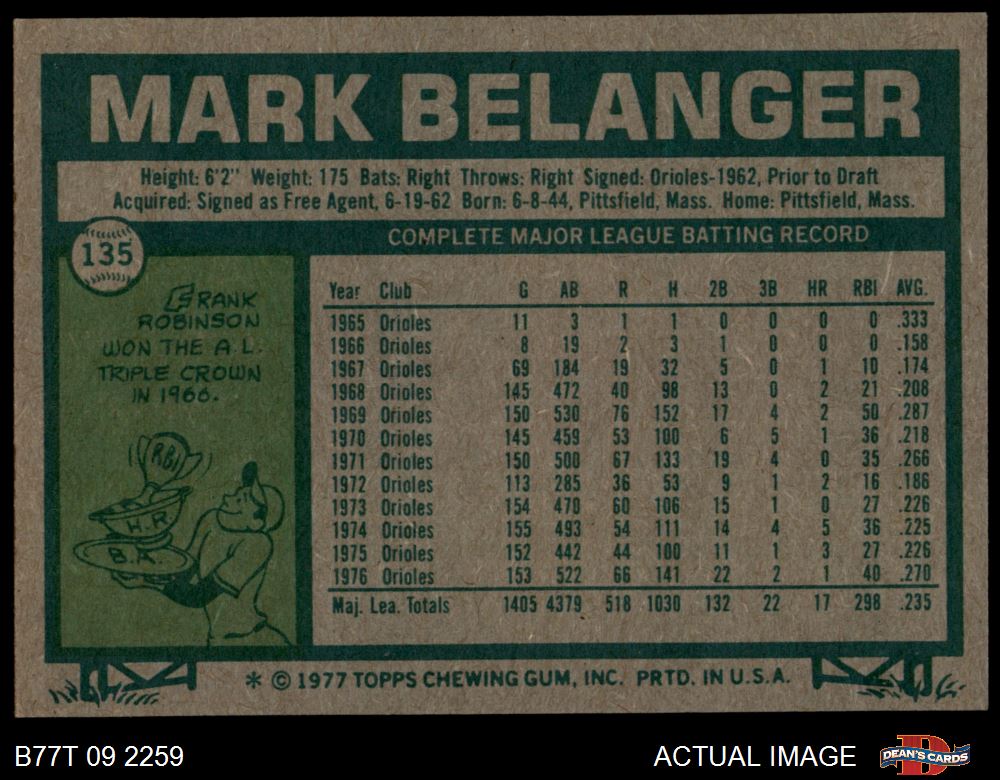 MARK BELANGER
Height: 6'2" Weight: 175 Bats: Right Throws: Right Signed: Orioles-1962, Prior to Draft
Acquired: Signed as Free Agent, 6-19-62 Born: 6-8-44, Pittsfield, Mass. Home: Pittsfield, Mass.
135
COMPLETE MAJOR LEAGUE BATTING RECORD
FRANK
ROBINSON
WON THE A.L.
TRIPLE CROWN
IN 1966.
RBI
H.R.
B.A.
Year Club G AB R H 2B 3B HR RBI AVG.
1965 Orioles 11 3 1 1 0 0 0 0 .333
1966 Orioles 8 19 2 3 1 0 0 0 .158
1967 Orioles 69 184 19 32 5 0 1 10 .174
1968 Orioles 145 472 40 98 13 0 2 21 .208
1969 Orioles 150 530 76 152 17 4 2 50 .287
1970 Orioles 145 459 53 100 6 5 1 36 .218
1971 Orioles 150 500 67 133 19 4 0 35 .266
1972 Orioles 113 285 36 53 9 1 2 16 .186
1973 Orioles 154 470 60 106 15 1 0 27 .226
1974 Orioles 155 493 54 111 14 4 5 36 .225
1975 Orioles 152 442 44 100 11 1 3 27 .226
1976 Orioles 153 522 66 141 22 2 1 40 .270
Maj. Lea. Totals 1405 4379 518 1030 132 22 17 298 .235
* © 1977 TOPPS CHEWING GUM, INC. PRTD. IN U.S.A.
B77T 09 2259
ACTUAL IMAGE
D
DEAN'S CARDS